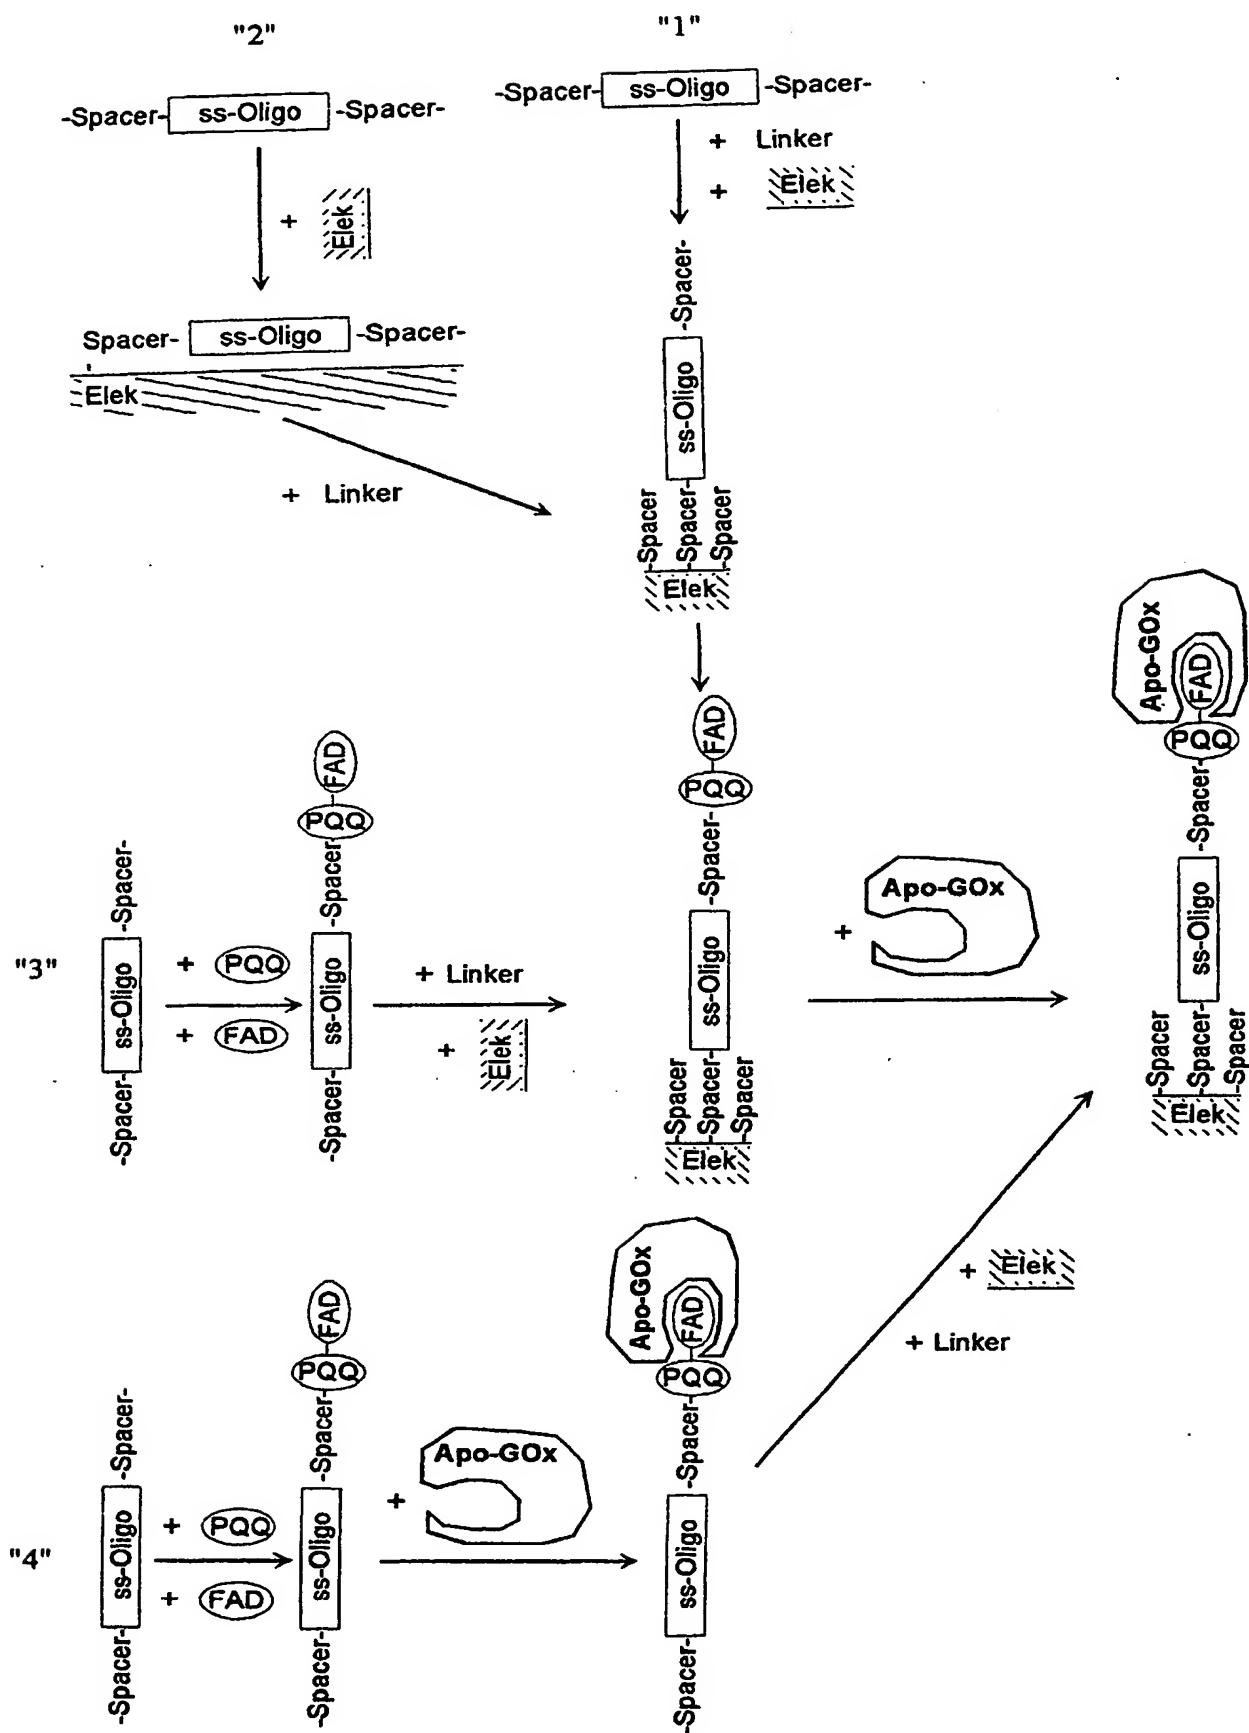 "2"
"1"
-Spacer- ss-Oligo -Spacer-
-Spacer- ss-Oligo -Spacer-
+ Linker
+ Elek
+ Elek
Spacer- ss-Oligo -Spacer-
Elek
+ Linker
-Spacer-
ss-Oligo
-Spacer -Spacer- -Spacer
Elek
FAD
PQQ
-Spacer-
ss-Oligo
-Spacer -Spacer- -Spacer
Elek
"3"
-Spacer-
ss-Oligo
-Spacer-
+ PQQ
+ FAD
FAD
PQQ
-Spacer-
ss-Oligo
-Spacer-
+ Linker
+ Elek
+ Apo-GOx
Apo-GOx
FAD
PQQ
-Spacer-
ss-Oligo
-Spacer -Spacer- -Spacer
Elek
"4"
-Spacer-
ss-Oligo
-Spacer-
+ PQQ
+ FAD
FAD
PQQ
-Spacer-
ss-Oligo
-Spacer-
+ Apo-GOx
Apo-GOx
FAD
PQQ
-Spacer-
ss-Oligo
-Spacer-
+ Elek
+ Linker